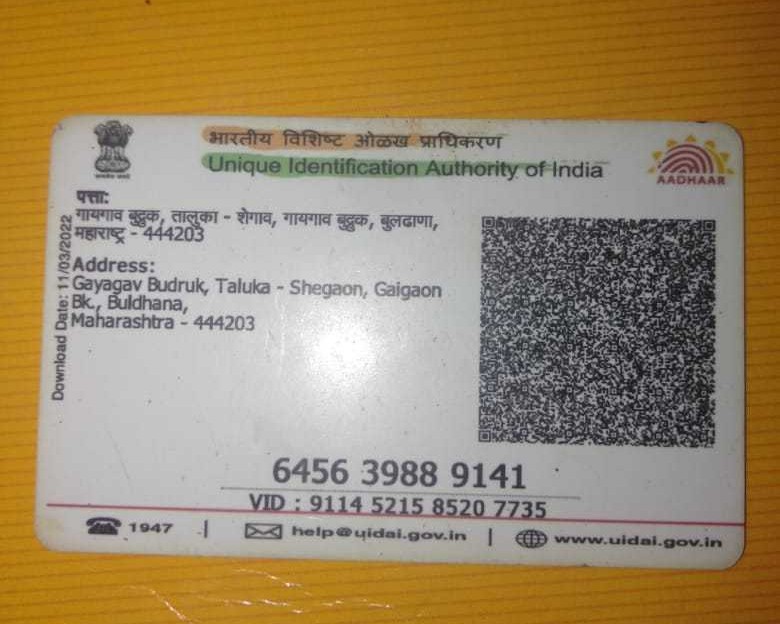 भारतीय विशिष्ट ओळख प्राधिकरण
Unique Identification Authority of India
AADHAAR
पत्ता:
गायगाव बुद्रुक, तालुका - शेगाव, गायगाव बुद्रुक, बुलढाणा,
महाराष्ट्र - 444203
Address:
Gayagav Budruk, Taluka - Shegaon, Gaigaon
Bk., Buldhana,
Maharashtra - 444203
Download Date: 11/03/2022
6456 3988 9141
VID : 9114 5215 8520 7735
1947 | help@uidai.gov.in | www.uidai.gov.in